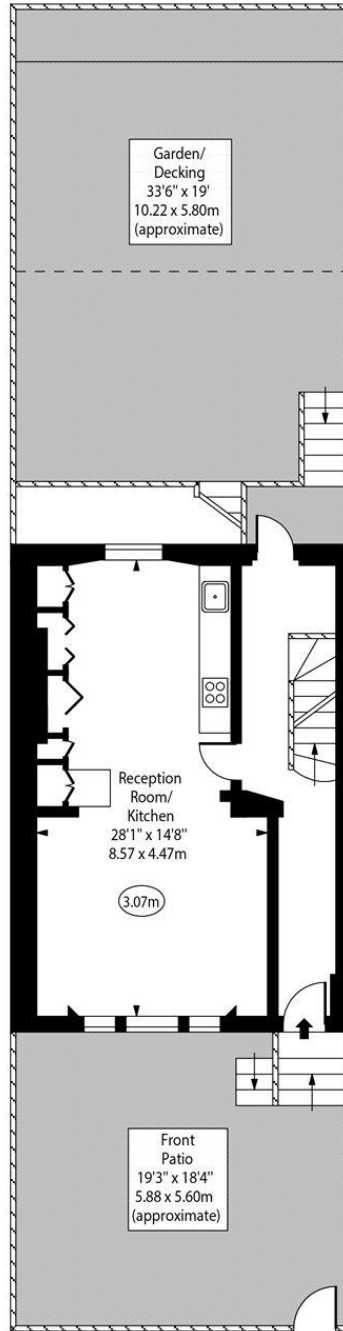 Garden/
Decking
33'6" x 19'
10.22 x 5.80m
(approximate)
Reception
Room/
Kitchen
28'1" x 14'8"
8.57 x 4.47m
3.07m
Front
Patio
19'3" x 18'4"
5.88 x 5.60m
(approximate)